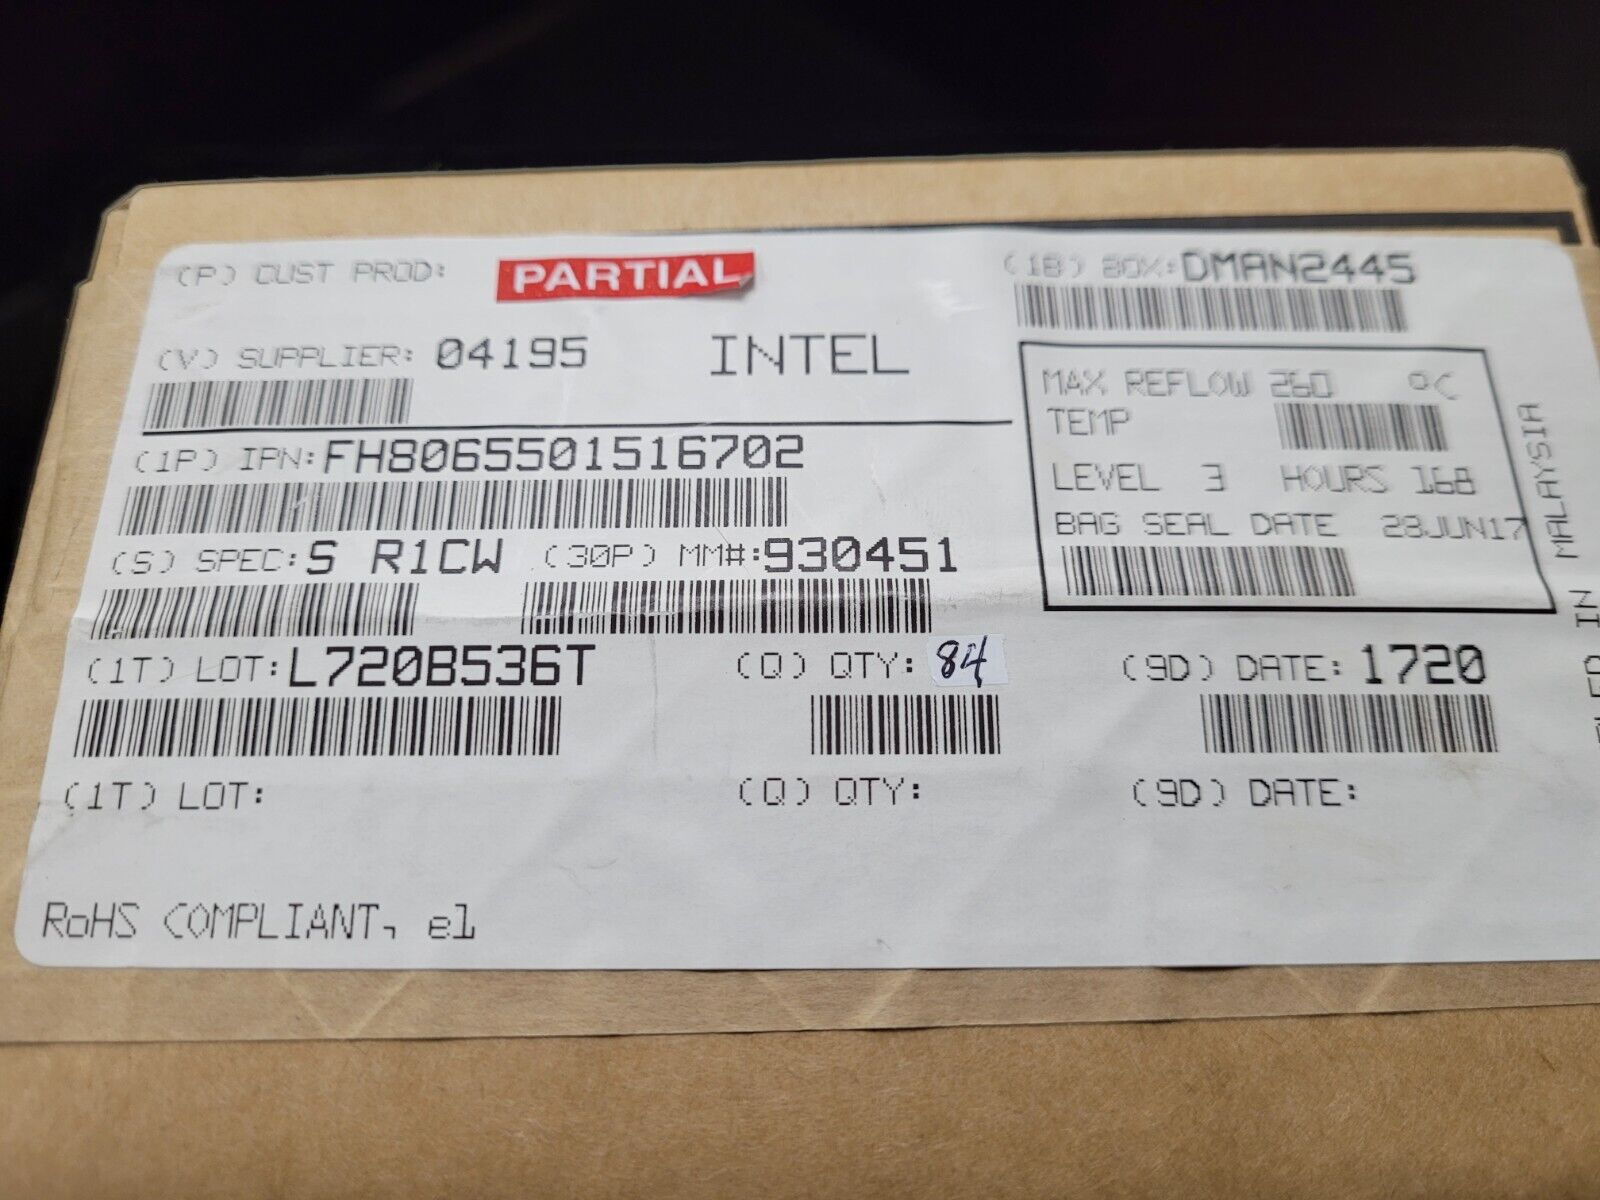 (P) CUST PROD: PARTIAL
(1B) BOX: DMAN2445
(V) SUPPLIER: 04195 INTEL
MAX REFLOW 260 °C
TEMP
(1P) IPN: FH8065501516702
LEVEL 3 HOURS 168
BAG SEAL DATE 23JUN17
(S) SPEC: S R1CW (30P) MM#: 930451
(1T) LOT: L720B536T (Q) QTY: 84 (9D) DATE: 1720
(1T) LOT: (Q) QTY: (9D) DATE:
RoHS COMPLIANT, e1
IN MALAYSIA